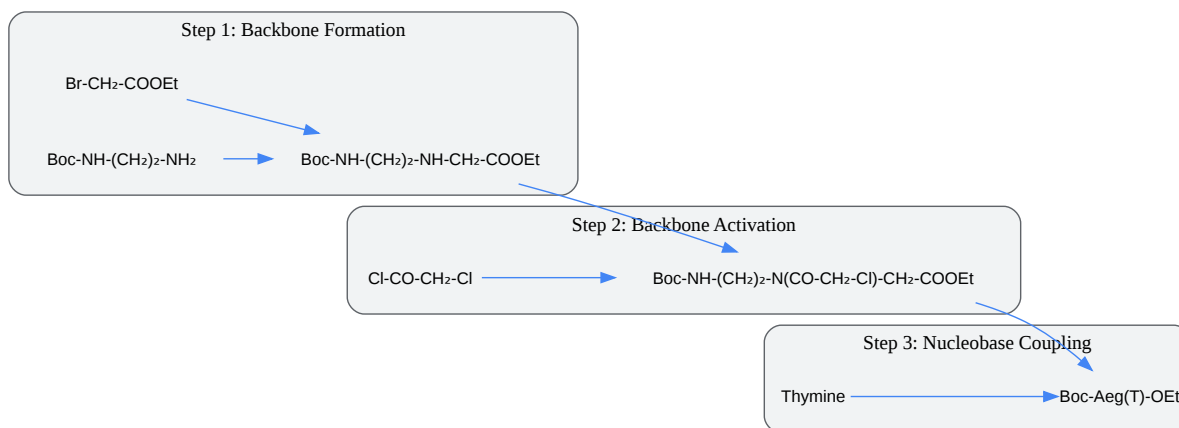 Step 1: Backbone Formation
Br-CH₂-COOEt
Boc-NH-(CH₂)₂-NH₂
Boc-NH-(CH₂)₂-NH-CH₂-COOEt
Step 2: Backbone Activation
Cl-CO-CH₂-Cl
Boc-NH-(CH₂)₂-N(CO-CH₂-Cl)-CH₂-COOEt
Step 3: Nucleobase Coupling
Thymine
Boc-Aeg(T)-OEt